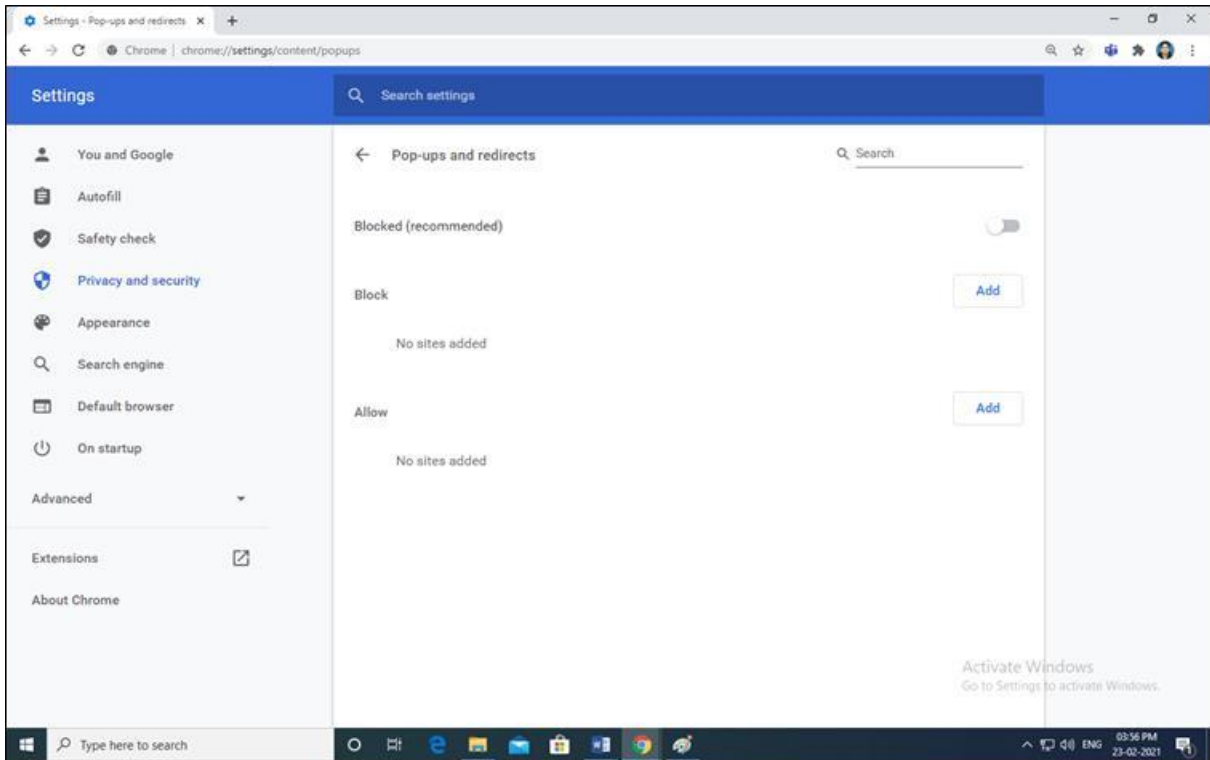 Settings - Pop-ups and redirects
Chrome | chrome://settings/content/popups
Settings
Search settings
You and Google
Autofill
Safety check
Privacy and security
Appearance
Search engine
Default browser
On startup
Advanced
Extensions
About Chrome
Pop-ups and redirects
Search
Blocked (recommended)
Block
Add
No sites added
Allow
Add
No sites added
Activate Windows
Go to Settings to activate Windows.
Type here to search
ENG
03:56 PM
23-02-2021